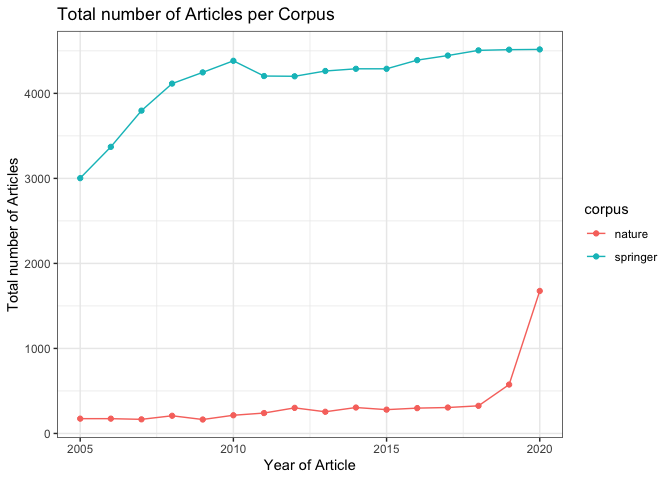 Total number of Articles per Corpus
Total number of Articles
4000
3000
2000
1000
0
2005
2010
2015
2020
Year of Article
corpus
nature
springer